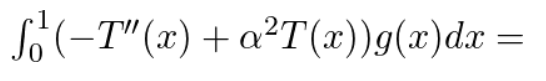 ∫₀¹(−T″(x) + α²T(x))g(x)dx =